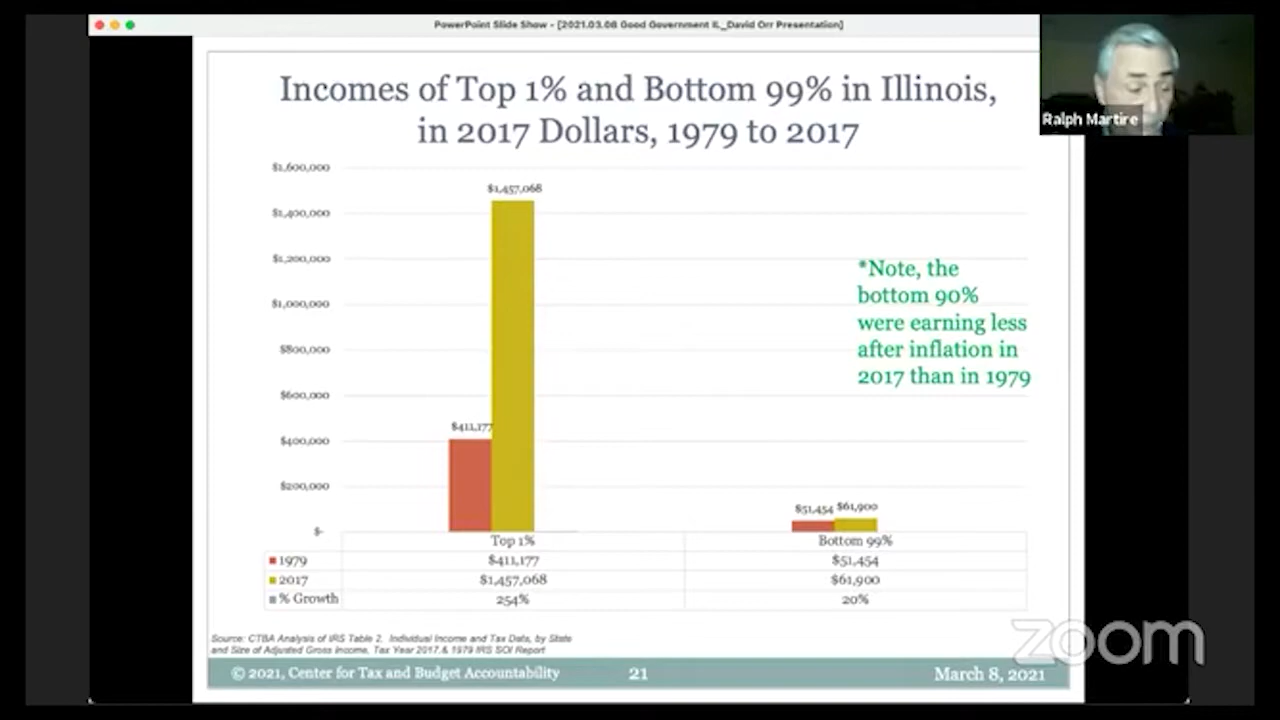 PowerPoint Slide Show - [2021.03.08 Good Government IL_David Orr Presentation]
Ralph Martire
Incomes of Top 1% and Bottom 99% in Illinois,
in 2017 Dollars, 1979 to 2017
$1,600,000
$1,457,068
$1,400,000
$1,200,000
*Note, the
bottom 90%
$1,000,000
were earning less
$800,000
after inflation in
2017 than in 1979
$600,000
$411,177
$400,000
$200,000
$51,454 $61,900
$-
Top 1% Bottom 99%
1979 $411,177 $51,454
2017 $1,457,068 $61,900
% Growth 254% 20%
Source: CTBA Analysis of IRS Table 2. Individual Income and Tax Data, by State
and Size of Adjusted Gross Income, Tax Year 2017.& 1979 IRS SOI Report
zoom
© 2021, Center for Tax and Budget Accountability 21 March 8, 2021